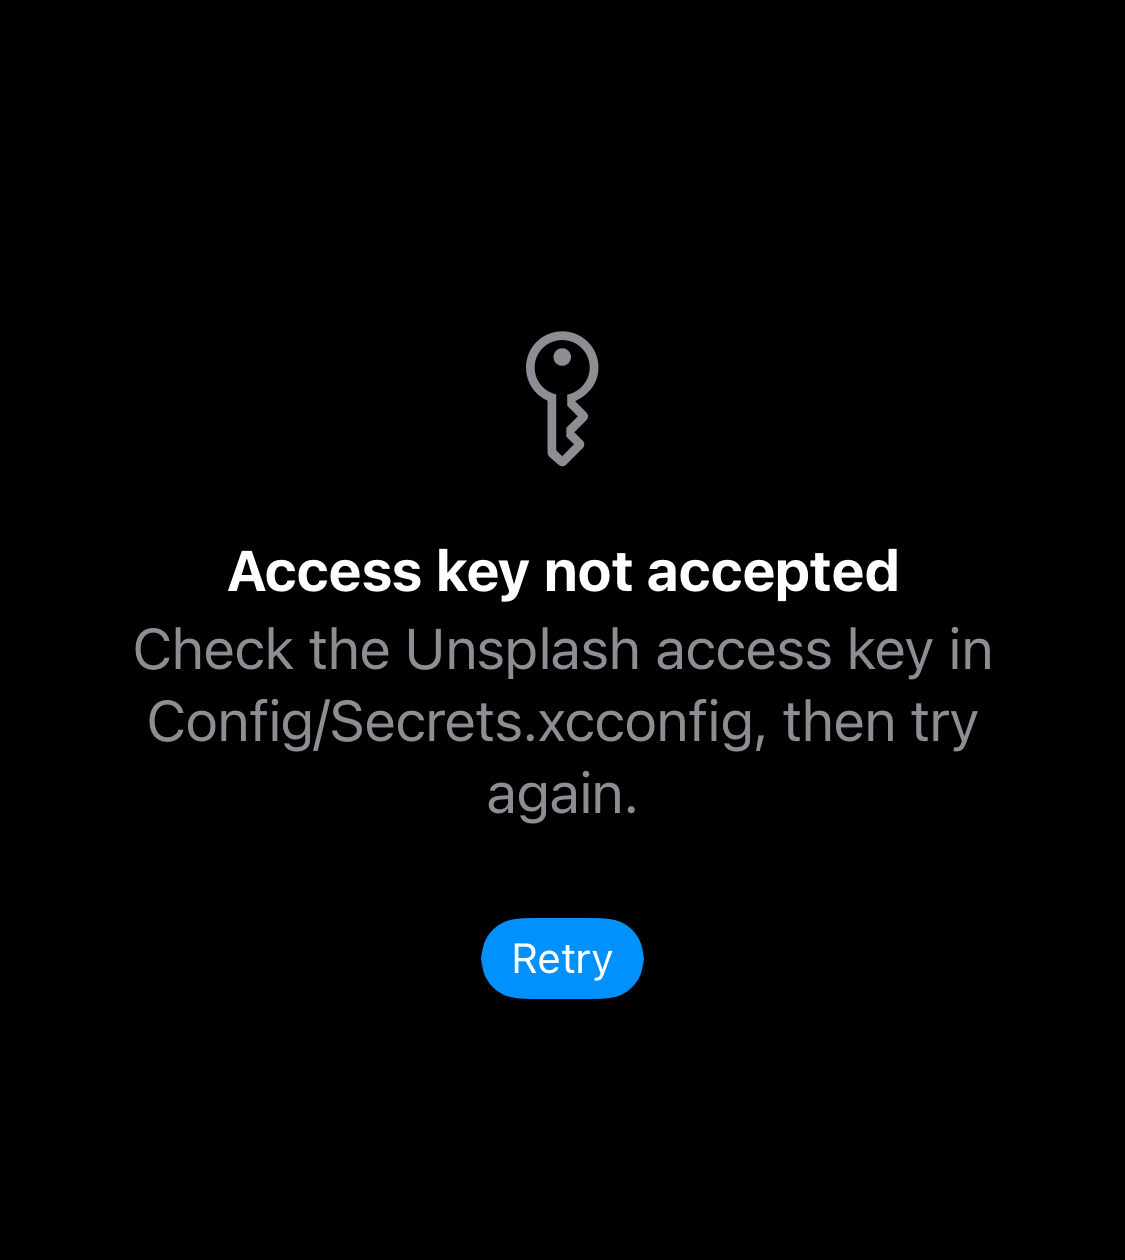 Access key not accepted
Check the Unsplash access key in
Config/Secrets.xcconfig, then try
again.
Retry